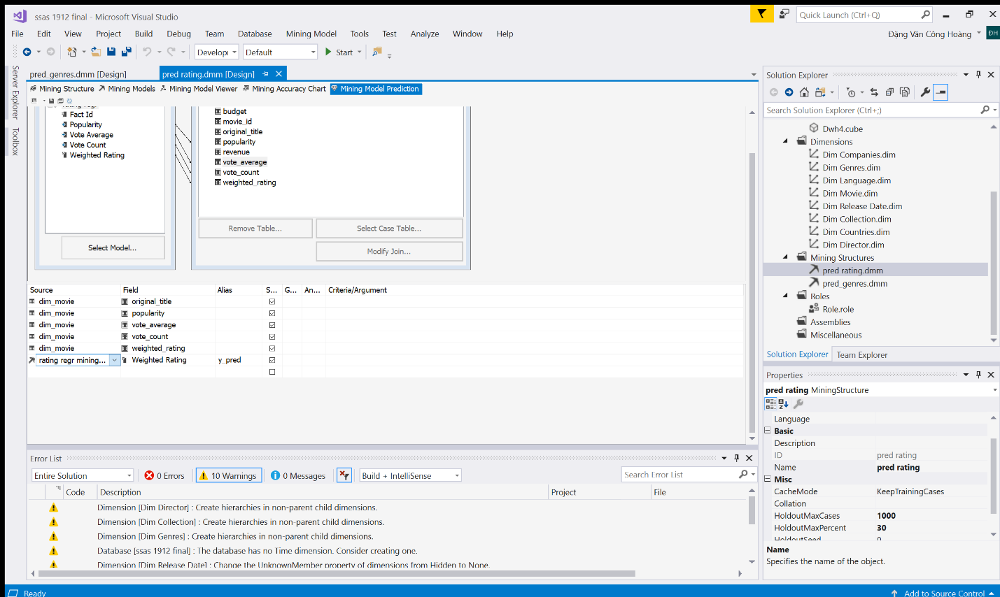 ssas 1912 final - Microsoft Visual Studio
Quick Launch (Ctrl+Q)
File Edit View Project Build Debug Team Database Mining Model Tools Test Analyze Window Help
Đặng Văn Công Hoàng
ĐH
Developi
Default
Start
Server Explorer
Toolbox
pred_genres.dmm [Design]
pred rating.dmm [Design]
Mining Structure
Mining Models
Mining Model Viewer
Mining Accuracy Chart
Mining Model Prediction
Fact Id
Popularity
Vote Average
Vote Count
Weighted Rating
Select Model...
budget
movie_id
original_title
popularity
revenue
vote_average
vote_count
weighted_rating
Remove Table...
Select Case Table...
Modify Join...
Source Field Alias S... G... An... Criteria/Argument
dim_movie original_title
dim_movie popularity
dim_movie vote_average
dim_movie vote_count
dim_movie weighted_rating
rating regr mining... Weighted Rating y_pred
Error List
Entire Solution
0 Errors
10 Warnings
0 Messages
Build + IntelliSense
Search Error List
Code Description Project File
Dimension [Dim Director] : Create hierarchies in non-parent child dimensions.
Dimension [Dim Collection] : Create hierarchies in non-parent child dimensions.
Dimension [Dim Genres] : Create hierarchies in non-parent child dimensions.
Database [ssas 1912 final] : The database has no Time dimension. Consider creating one.
Dimension [Dim Release Date] : Change the UnknownMember property of dimensions from Hidden to None.
Solution Explorer
Search Solution Explorer (Ctrl+;)
Dwh4.cube
Dimensions
Dim Companies.dim
Dim Genres.dim
Dim Language.dim
Dim Movie.dim
Dim Release Date.dim
Dim Collection.dim
Dim Countries.dim
Dim Director.dim
Mining Structures
pred rating.dmm
pred_genres.dmm
Roles
Role.role
Assemblies
Miscellaneous
Solution Explorer
Team Explorer
Properties
pred rating MiningStructure
Language
Basic
Description
ID pred rating
Name pred rating
Misc
CacheMode KeepTrainingCases
Collation
HoldoutMaxCases 1000
HoldoutMaxPercent 30
HoldoutSeed 0
Name
Specifies the name of the object.
Ready
Add to Source Control